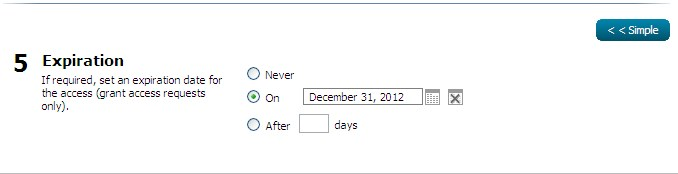 < < Simple
5 Expiration
If required, set an expiration date for
the access (grant access requests
only).
Never
On December 31, 2012
After days